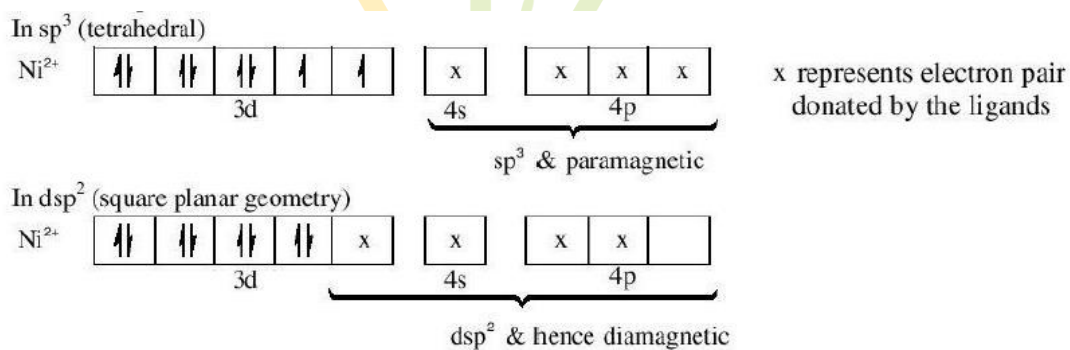 In sp³ (tetrahedral)
Ni²⁺ x x x x
3d 4s 4p
sp³ & paramagnetic
x represents electron pair
donated by the ligands
In dsp² (square planar geometry)
Ni²⁺ x x x x
3d 4s 4p
dsp² & hence diamagnetic